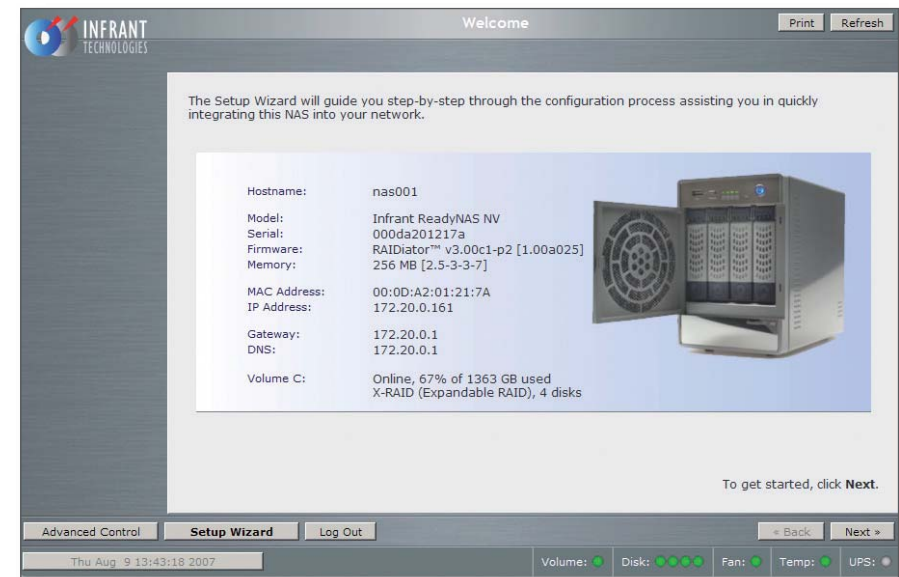 INFRANT
TECHNOLOGIES
Welcome
Print
Refresh
The Setup Wizard will guide you step-by-step through the configuration process assisting you in quickly
integrating this NAS into your network.
Hostname: nas001
Model: Infrant ReadyNAS NV
Serial: 000da201217a
Firmware: RAIDiator™ v3.00c1-p2 [1.00a025]
Memory: 256 MB [2.5-3-3-7]
MAC Address: 00:0D:A2:01:21:7A
IP Address: 172.20.0.161
Gateway: 172.20.0.1
DNS: 172.20.0.1
Volume C: Online, 67% of 1363 GB used
X-RAID (Expandable RAID), 4 disks
To get started, click Next.
Advanced Control
Setup Wizard
Log Out
« Back
Next »
Thu Aug 9 13:43:18 2007
Volume:
Disk:
Fan:
Temp:
UPS: